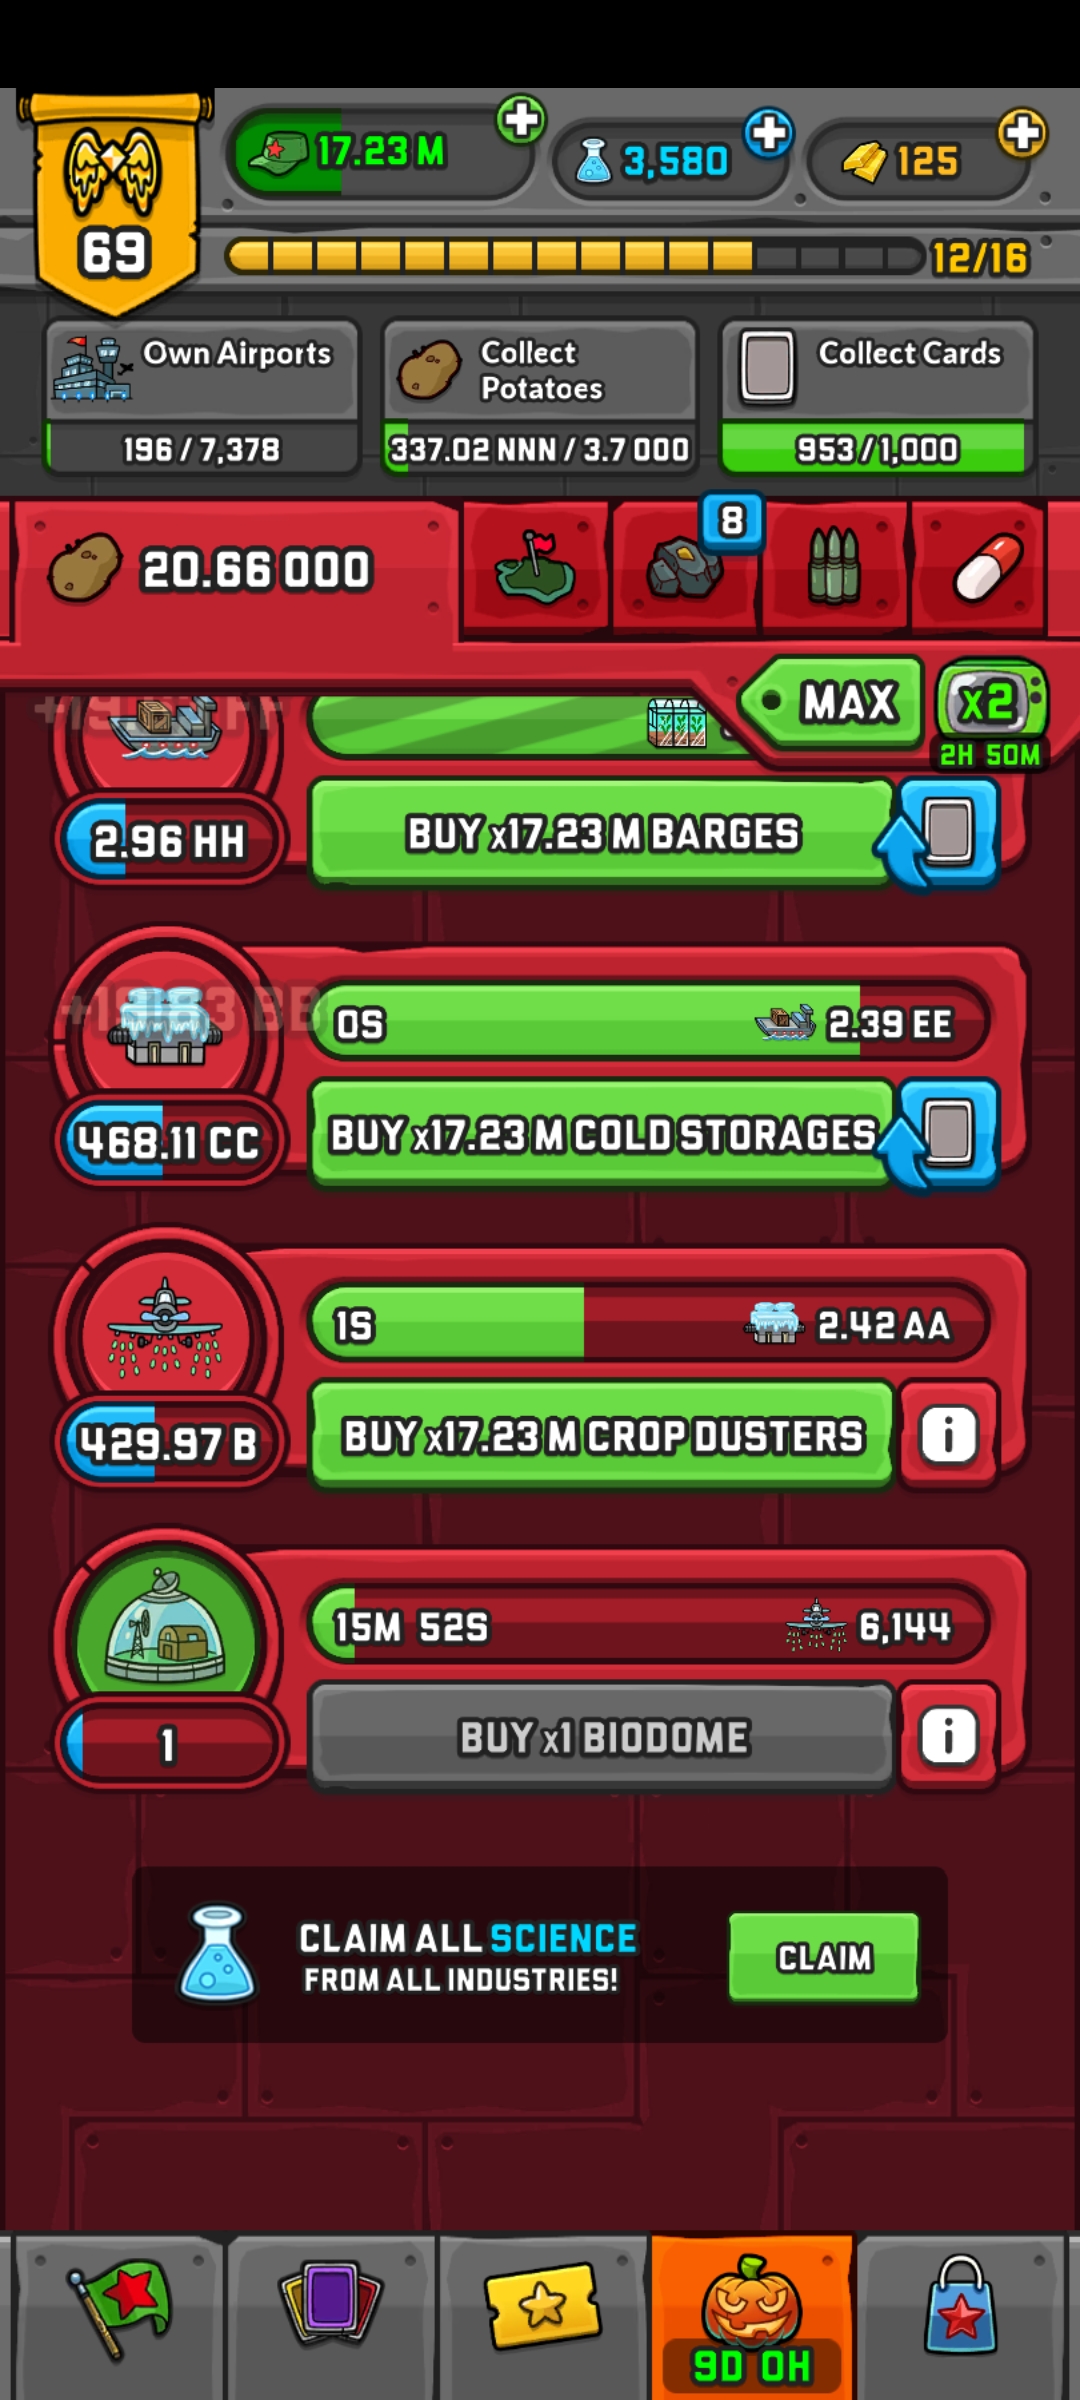 69
17.23 M
3,580
125
12/16
Own Airports
196 / 7,378
Collect
Potatoes
337.02 NNN / 3.7 OOO
Collect Cards
953 / 1,000
20.66 OOO
8
MAX
x2
2H 50M
2.96 HH
BUY x17.23 M BARGES
0S
2.39 EE
468.11 CC
BUY x17.23 M COLD STORAGES
1S
2.42 AA
429.97 B
BUY x17.23 M CROP DUSTERS
15M 52S
6,144
1
BUY x1 BIODOME
CLAIM ALL SCIENCE
FROM ALL INDUSTRIES!
CLAIM
9D 0H